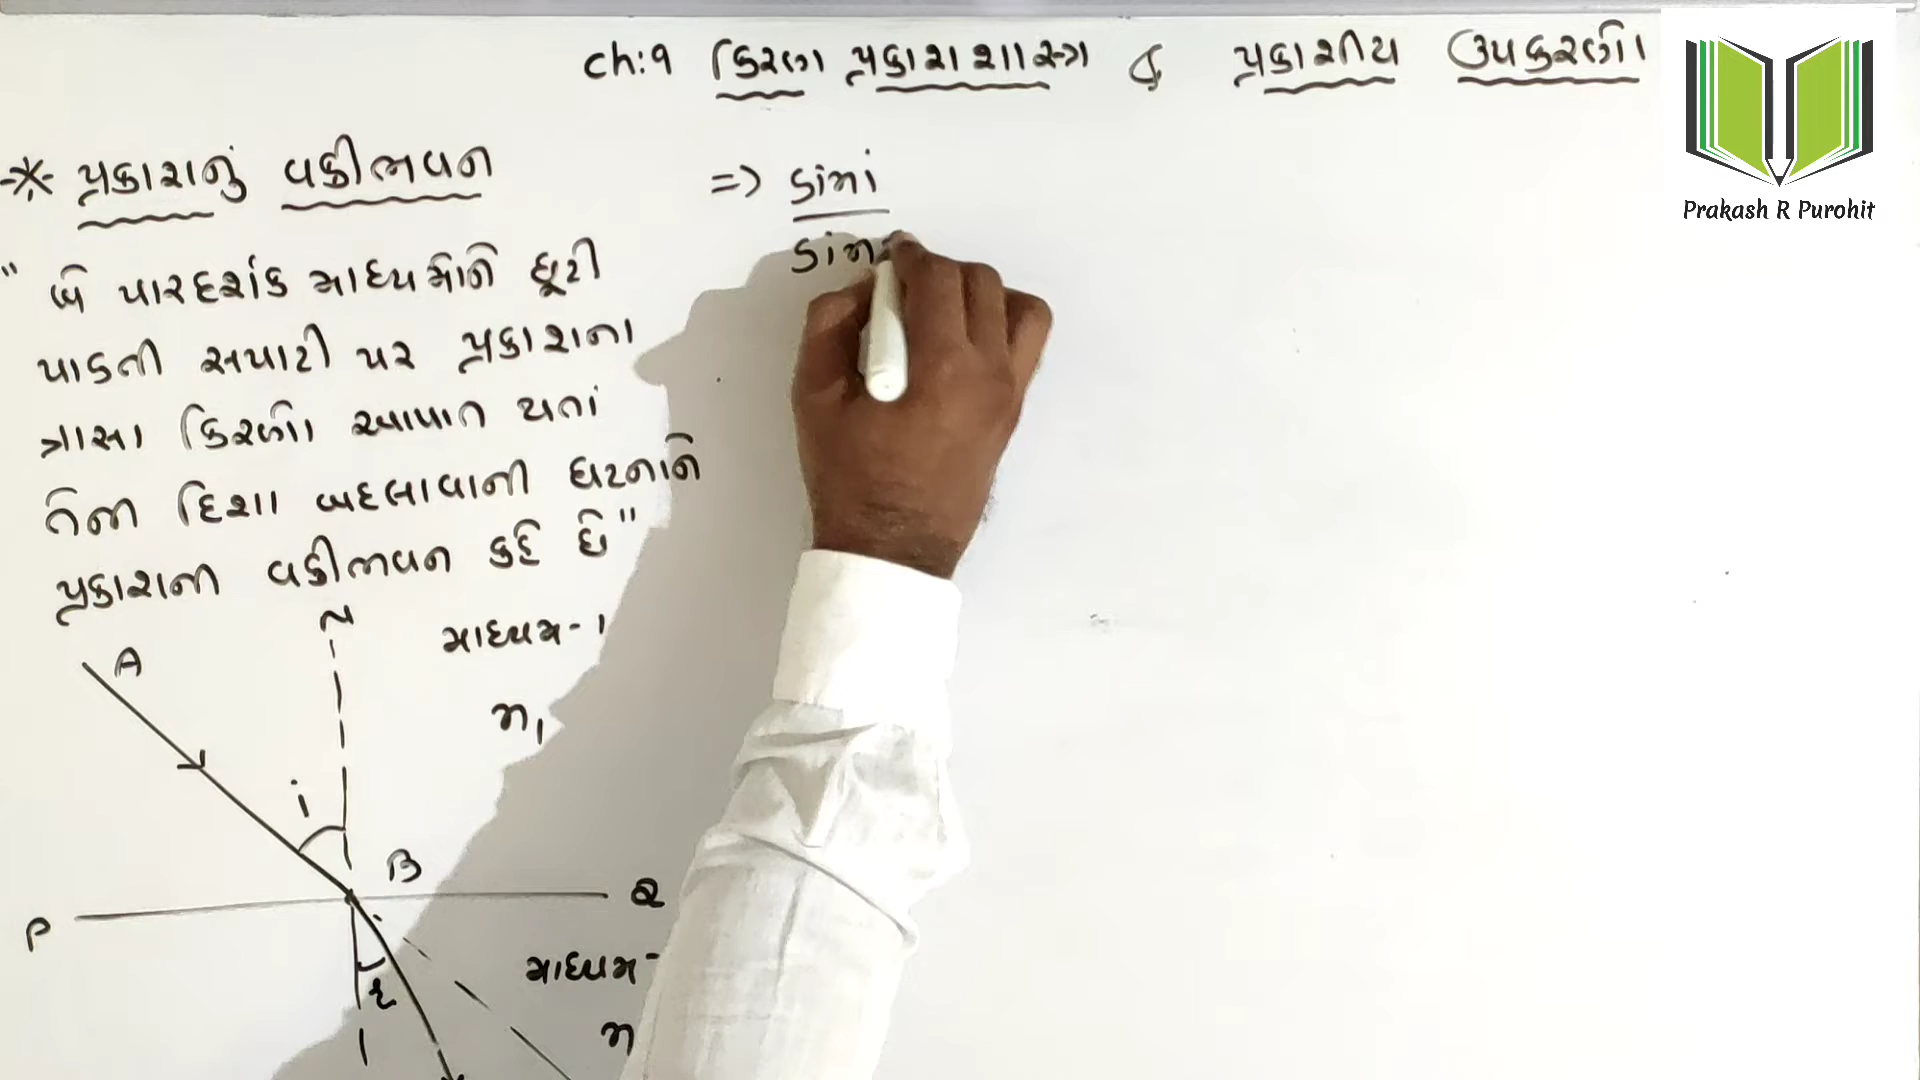 ch:9 કિરણ પ્રકાશશાસ્ત્ર & પ્રકાશીય ઉપકરણો
Prakash R Purohit
* પ્રકાશનું વક્રીભવન
" બે પારદર્શક માધ્યમોને છૂટી
પાડતી સપાટી પર પ્રકાશના
ત્રાસા કિરણો આપાત થતાં
તેની દિશા બદલાવાની ઘટનાને
પ્રકાશના વક્રીભવન કહે છે"
=> sini
sin
N
માધ્યમ-1
A
n₁
i
B
P
Q
માધ્યમ-
r
n